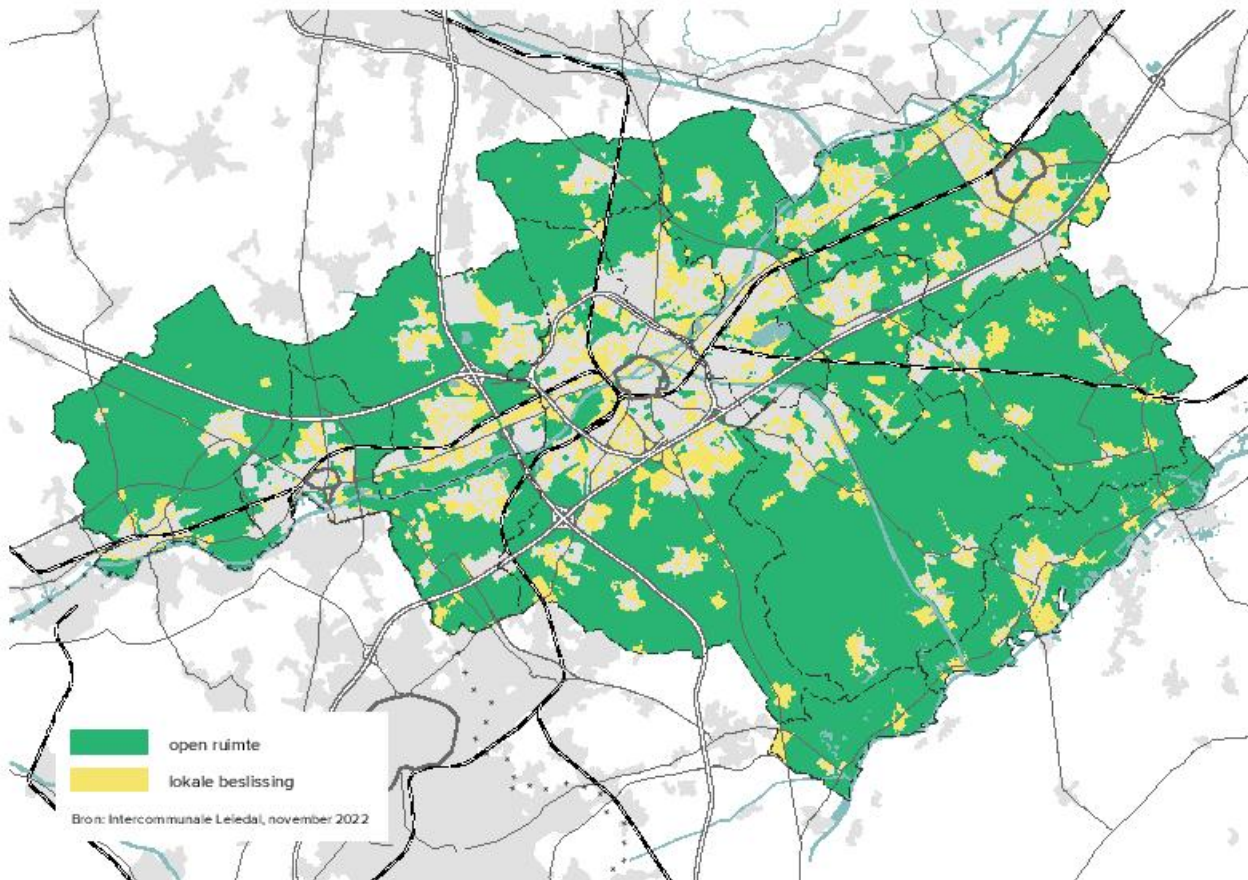 open ruimte
lokale beslissing
Bron: Intercommunale Leiedal, november 2022